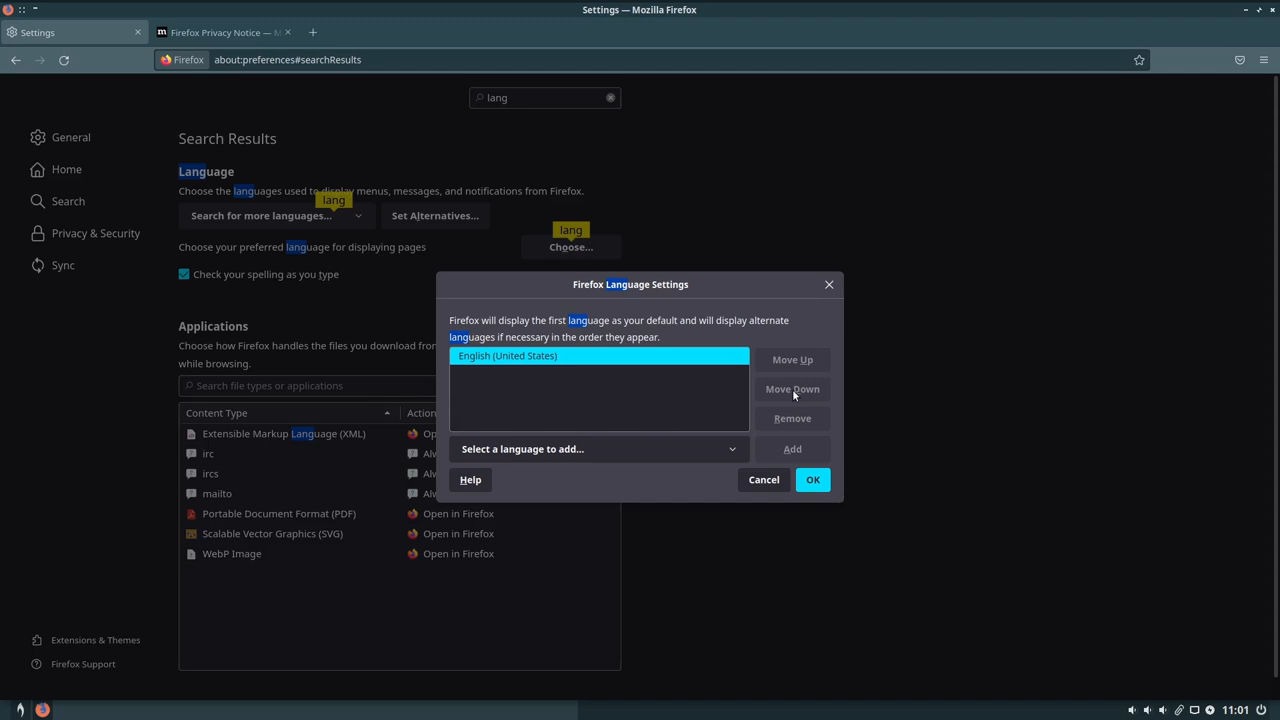 Settings — Mozilla Firefox
Settings
Firefox Privacy Notice — M
Firefox
about:preferences#searchResults
lang
General
Home
Search
Privacy & Security
Sync
Extensions & Themes
Firefox Support
Search Results
Language
Choose the languages used to display menus, messages, and notifications from Firefox.
lang
Search for more languages...
Set Alternatives...
lang
Choose your preferred language for displaying pages
Choose...
Check your spelling as you type
Applications
Choose how Firefox handles the files you download from
while browsing.
Search file types or applications
Content Type
Action
Extensible Markup Language (XML)
Op
irc
Alw
ircs
Alw
mailto
Alw
Portable Document Format (PDF)
Open in Firefox
Scalable Vector Graphics (SVG)
Open in Firefox
WebP Image
Open in Firefox
Firefox Language Settings
Firefox will display the first language as your default and will display alternate
languages if necessary in the order they appear.
English (United States)
Move Up
Move Down
Remove
Select a language to add...
Add
Help
Cancel
OK
11:01